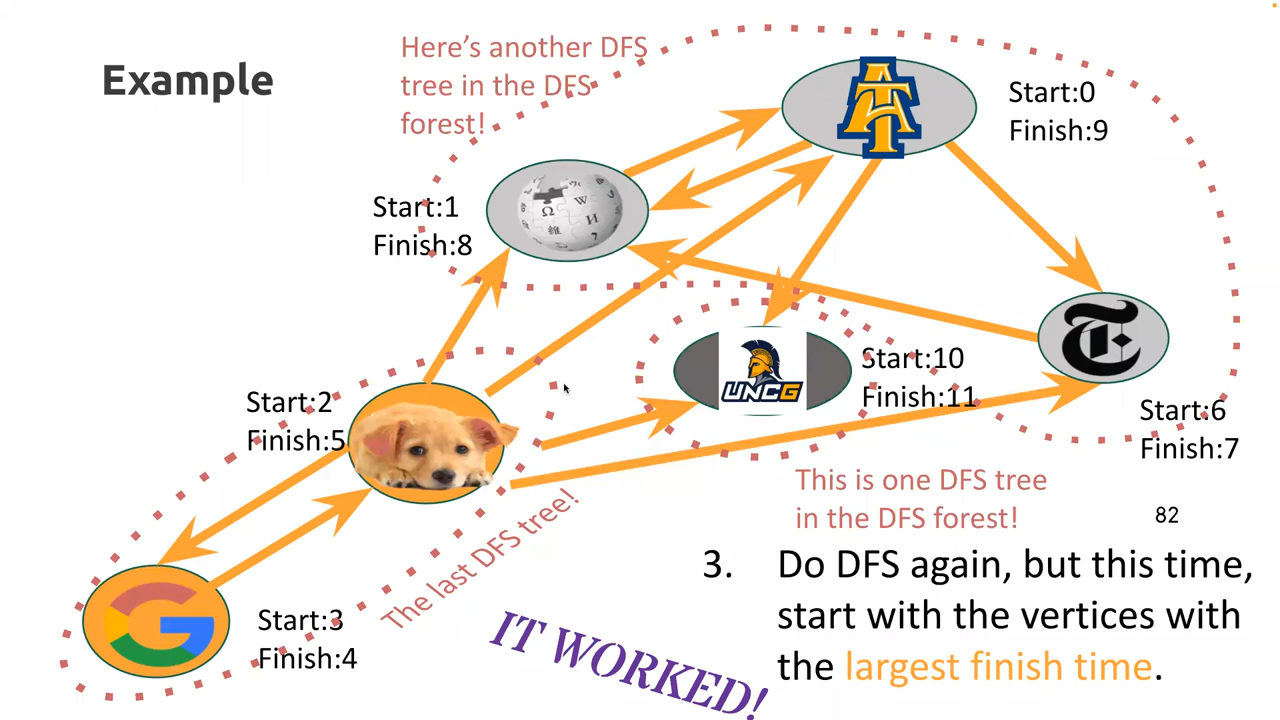 Example
Here’s another DFS
tree in the DFS
forest!
Start:0
Finish:9
Start:1
Finish:8
Start:10
Finish:11
UNCG
Start:2
Finish:5
Start:6
Finish:7
This is one DFS tree
in the DFS forest!
82
The last DFS tree!
Start:3
Finish:4
IT WORKED!
3. Do DFS again, but this time,
start with the vertices with
the largest finish time.